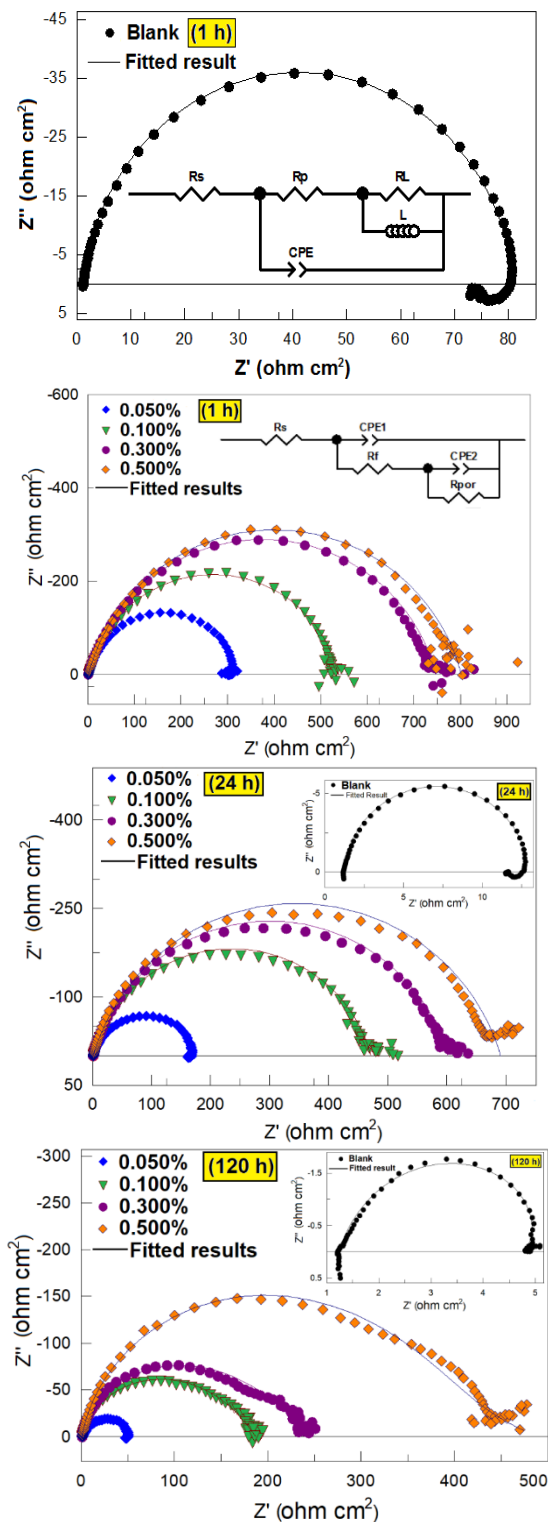 -45
-35
-25
-15
-5
5
Z'' (ohm cm²)
Blank (1 h)
Fitted result
Rs
Rp
RL
L
CPE
0 10 20 30 40 50 60 70 80
Z' (ohm cm²)
-600
-400
-200
0
Z'' (ohm cm²)
0.050% (1 h)
0.100%
0.300%
0.500%
Fitted results
Rs
CPE1
Rf
CPE2
Rpor
0 100 200 300 400 500 600 700 800 900
Z' (ohm cm²)
-400
-250
-100
50
Z'' (ohm cm²)
0.050% (24 h)
0.100%
0.300%
0.500%
Fitted results
Blank (24 h)
Fitted Result
-5
0
Z'' (ohm cm²)
0 5 10
Z' (ohm cm²)
0 100 200 300 400 500 600 700
Z' (ohm cm²)
-300
-250
-200
-150
-100
-50
0
Z'' (ohm cm²)
0.050% (120 h)
0.100%
0.300%
0.500%
Fitted results
Blank (120 h)
Fitted result
-1.5
-0.5
0.5
Z'' (ohm cm²)
1 2 3 4 5
Z' (ohm cm²)
0 100 200 300 400 500
Z' (ohm cm²)